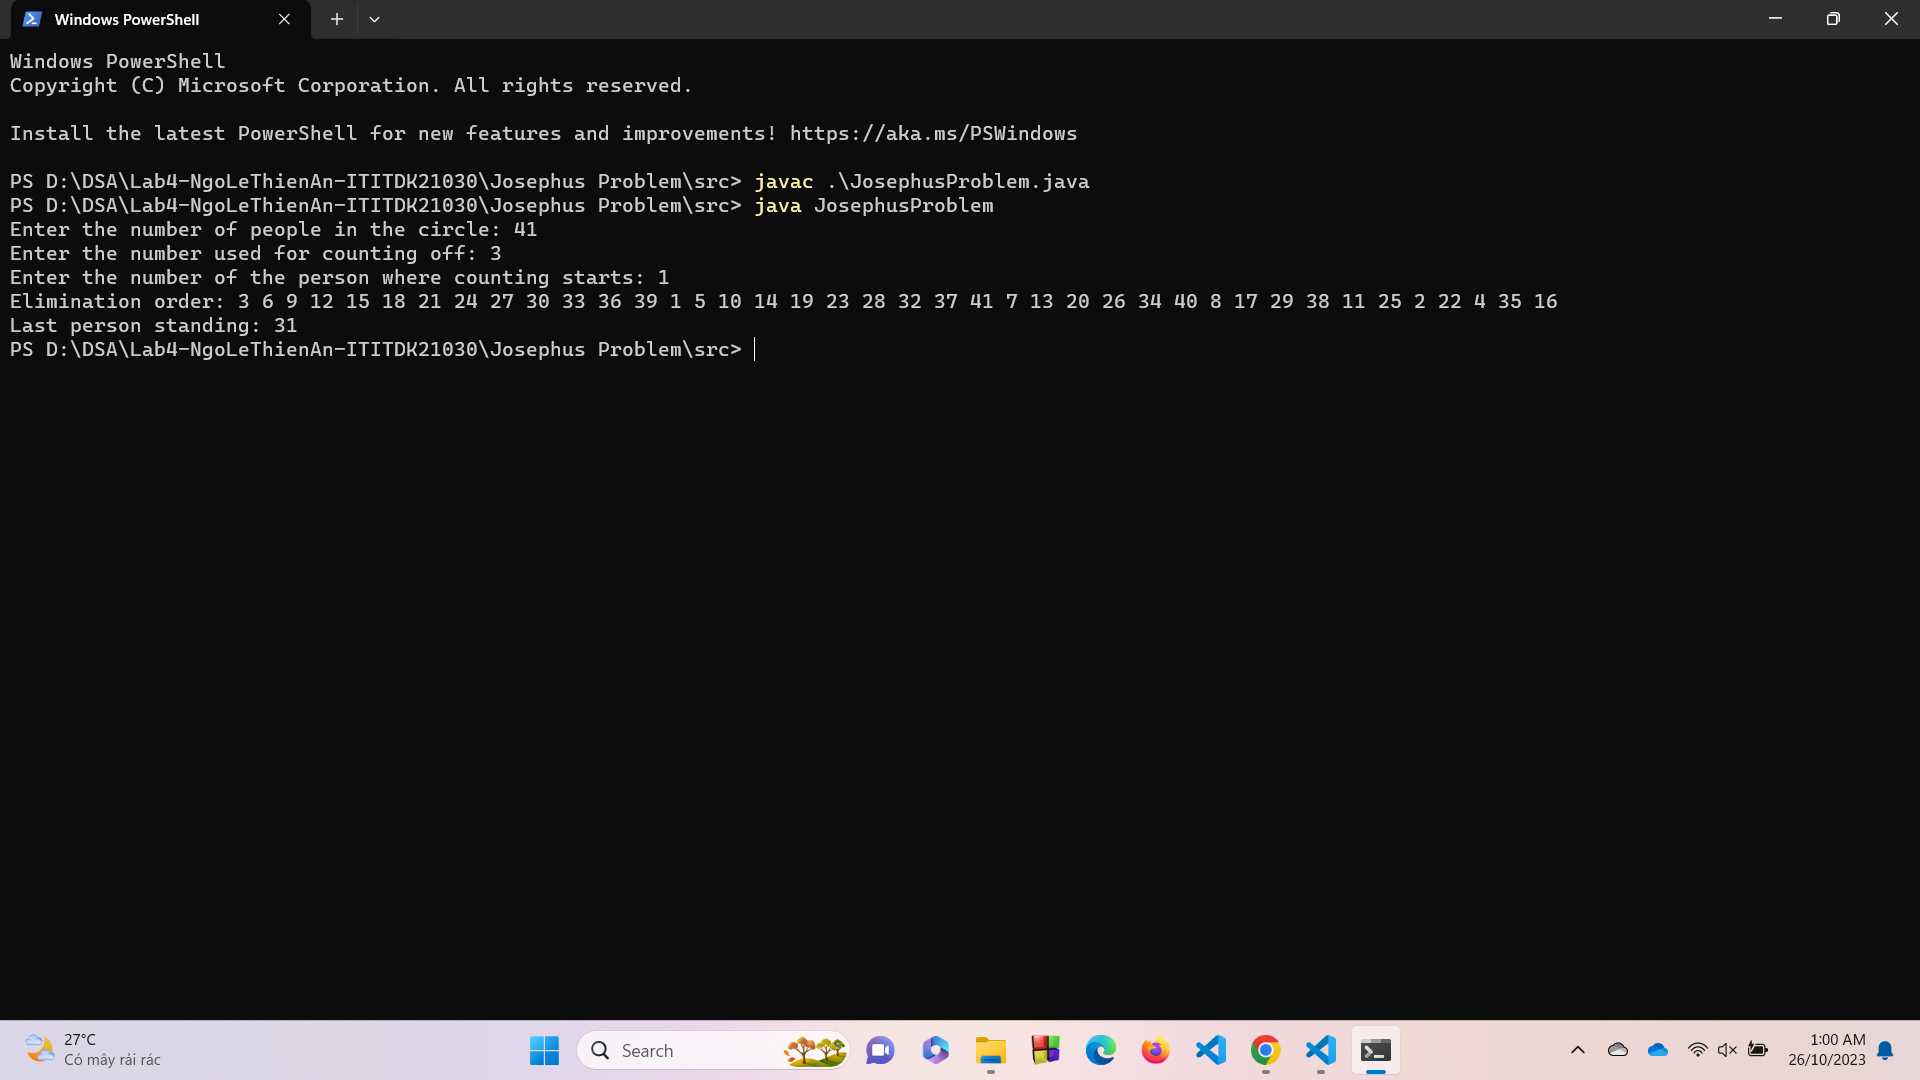 Windows PowerShell
Windows PowerShell
Copyright (C) Microsoft Corporation. All rights reserved.
Install the latest PowerShell for new features and improvements! https://aka.ms/PSWindows
PS D:\DSA\Lab4-NgoLeThienAn-ITITDK21030\Josephus Problem\src> javac .\JosephusProblem.java
PS D:\DSA\Lab4-NgoLeThienAn-ITITDK21030\Josephus Problem\src> java JosephusProblem
Enter the number of people in the circle: 41
Enter the number used for counting off: 3
Enter the number of the person where counting starts: 1
Elimination order: 3 6 9 12 15 18 21 24 27 30 33 36 39 1 5 10 14 19 23 28 32 37 41 7 13 20 26 34 40 8 17 29 38 11 25 2 22 4 35 16
Last person standing: 31
PS D:\DSA\Lab4-NgoLeThienAn-ITITDK21030\Josephus Problem\src>
27°C
Có mây rải rác
Search
1:00 AM
26/10/2023